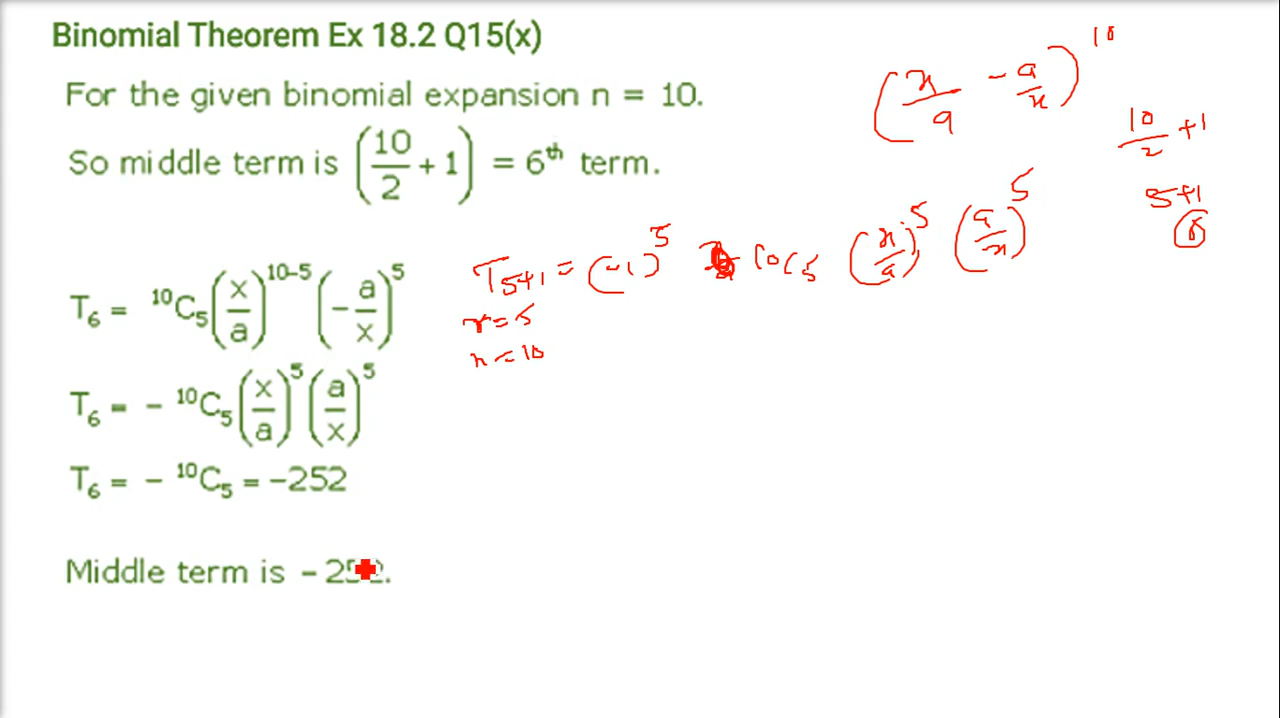 Binomial Theorem Ex 18.2 Q15(x)
For the given binomial expansion n = 10.
So middle term is (10/2 + 1) = 6th term.
T₆ = ¹⁰C₅(x/a)¹⁰⁻⁵(-a/x)⁵
T₆ = - ¹⁰C₅(x/a)⁵(a/x)⁵
T₆ = - ¹⁰C₅ = -252
Middle term is - 252.
(x/a - a/x)¹⁰
10/2 +1
5+1
6
T₅₊₁ = (-1)⁵ 10C₅ (x/a)⁵ (a/x)⁵
r = 5
n = 10